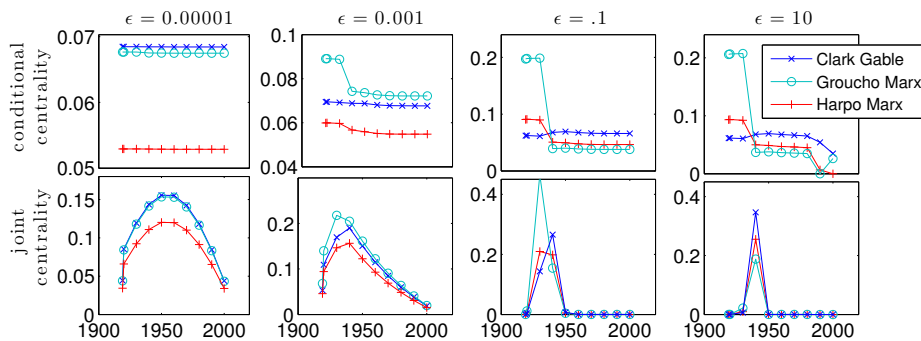 ϵ = 0.00001 ϵ = 0.001 ϵ = .1 ϵ = 10
conditional
centrality
0.07
0.06
0.05
0.1
0.08
0.06
0.04
0.2
0.1
0
0.2
0.1
0
Clark Gable
Groucho Marx
Harpo Marx
joint
centrality
0.15
0.1
0.05
0.2
0.1
0
0.4
0.2
0
0.4
0.2
0
1900 1950 2000 1900 1950 2000 1900 1950 2000 1900 1950 2000